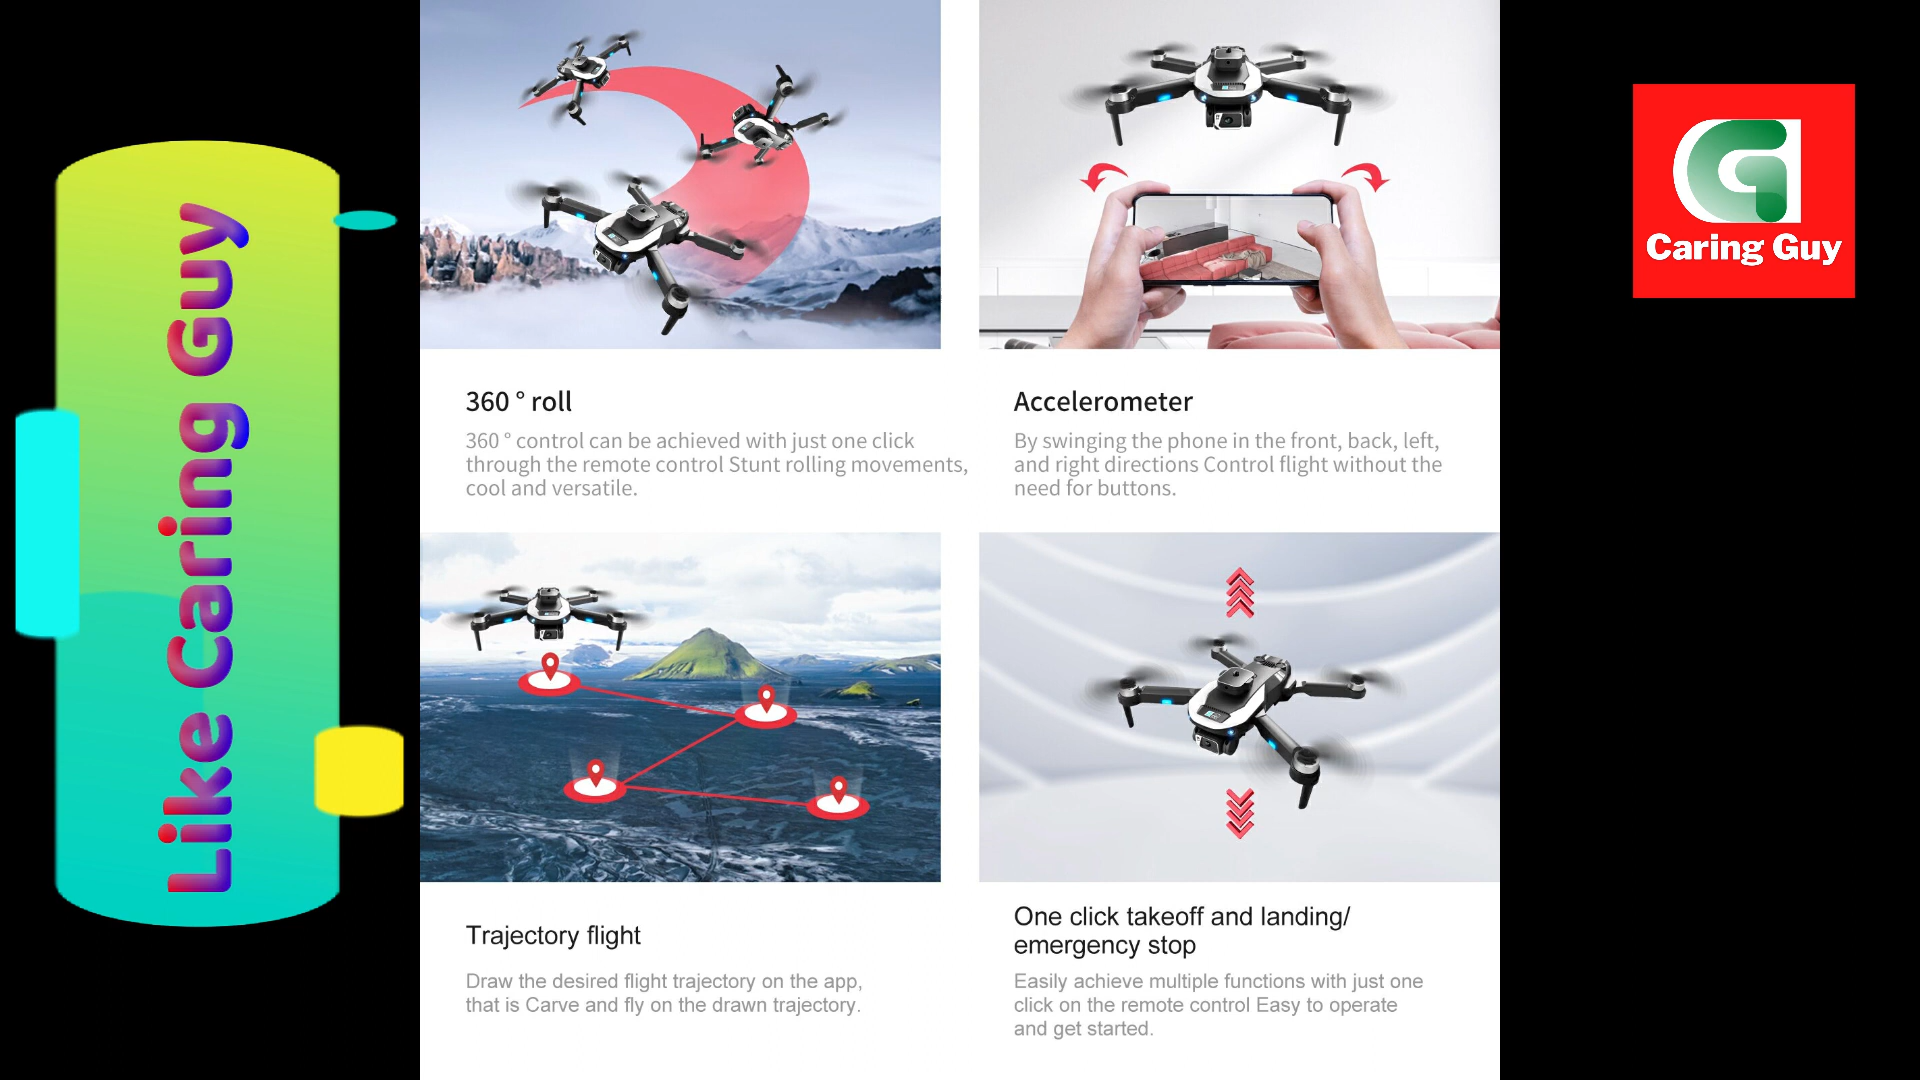 Like Caring Guy
360 ° roll
360 ° control can be achieved with just one click
through the remote control Stunt rolling movements,
cool and versatile.
Accelerometer
By swinging the phone in the front, back, left,
and right directions Control flight without the
need for buttons.
Trajectory flight
Draw the desired flight trajectory on the app,
that is Carve and fly on the drawn trajectory.
One click takeoff and landing/
emergency stop
Easily achieve multiple functions with just one
click on the remote control Easy to operate
and get started.
Caring Guy